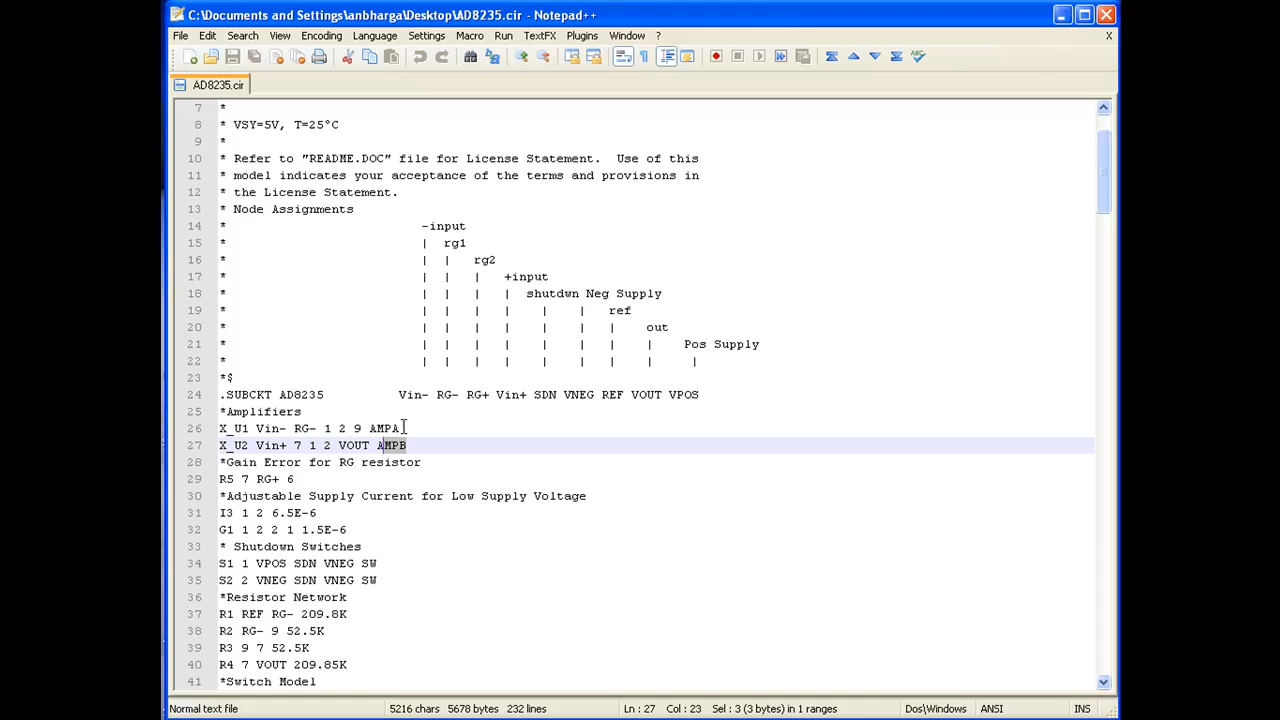 C:\Documents and Settings\anbharga\Desktop\AD8235.cir - Notepad++
File Edit Search View Encoding Language Settings Macro Run TextFX Plugins Window ? X
AD8235.cir
7 *
8 * VSY=5V, T=25°C
9 *
10 * Refer to "README.DOC" file for License Statement. Use of this
11 * model indicates your acceptance of the terms and provisions in
12 * the License Statement.
13 * Node Assignments
14 * -input
15 * | rg1
16 * | | rg2
17 * | | | +input
18 * | | | | shutdwn Neg Supply
19 * | | | | | | ref
20 * | | | | | | | out
21 * | | | | | | | | Pos Supply
22 * | | | | | | | | |
23 *$
24 .SUBCKT AD8235 Vin- RG- RG+ Vin+ SDN VNEG REF VOUT VPOS
25 *Amplifiers
26 X_U1 Vin- RG- 1 2 9 AMPA
27 X_U2 Vin+ 7 1 2 VOUT AMPB
28 *Gain Error for RG resistor
29 R5 7 RG+ 6
30 *Adjustable Supply Current for Low Supply Voltage
31 I3 1 2 6.5E-6
32 G1 1 2 2 1 1.5E-6
33 * Shutdown Switches
34 S1 1 VPOS SDN VNEG SW
35 S2 2 VNEG SDN VNEG SW
36 *Resistor Network
37 R1 REF RG- 209.8K
38 R2 RG- 9 52.5K
39 R3 9 7 52.5K
40 R4 7 VOUT 209.85K
41 *Switch Model
Normal text file 5216 chars 5678 bytes 232 lines Ln : 27 Col : 23 Sel : 3 (3 bytes) in 1 ranges Dos\Windows ANSI INS